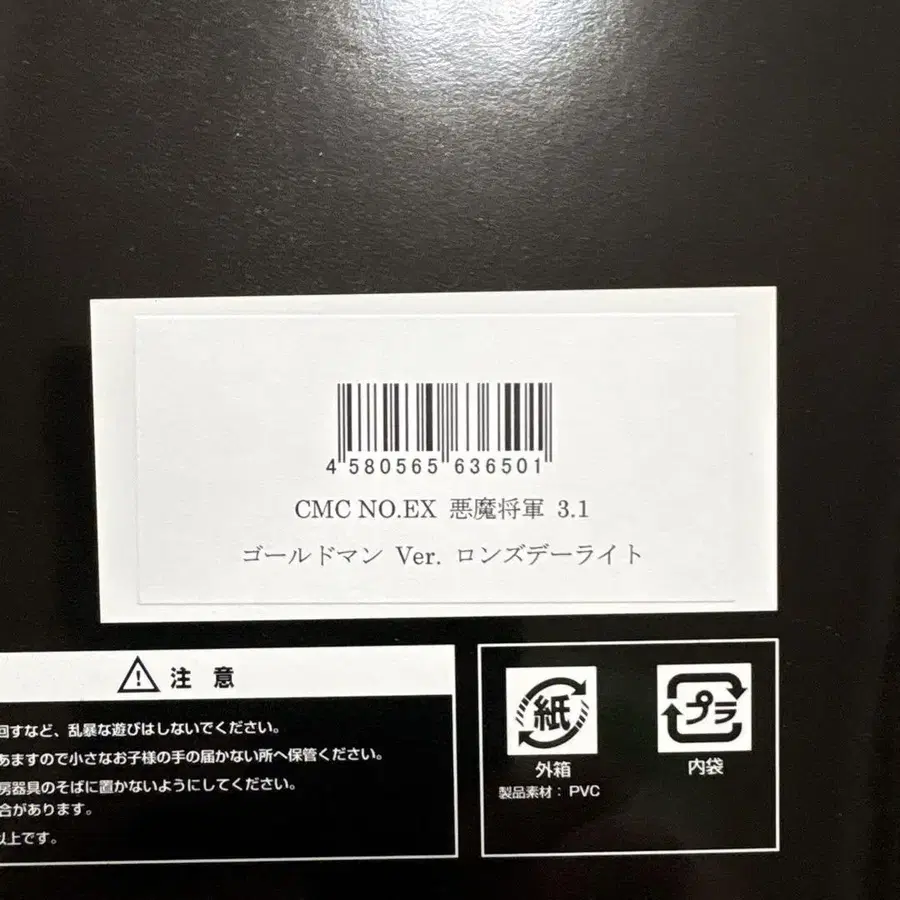 4 580565 636501
CMC NO.EX 悪魔将軍 3.1
ゴールドマン Ver. ロンズデーライト
注 意
回すなど、乱暴な遊びはしないでください。
あますので小さなお子様の手の届かない所へ保管ください。
房器具のそばに置かないようにしてください。
合があります。
以上です。
紙
外箱
プラ
内袋
製品素材： PVC